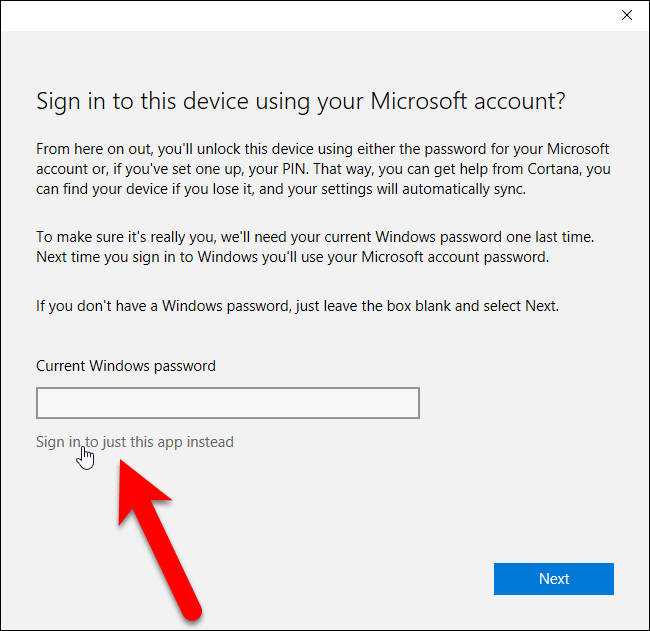 Sign in to this device using your Microsoft account?
From here on out, you'll unlock this device using either the password for your Microsoft
account or, if you've set one up, your PIN. That way, you can get help from Cortana, you
can find your device if you lose it, and your settings will automatically sync.
To make sure it's really you, we'll need your current Windows password one last time.
Next time you sign in to Windows you'll use your Microsoft account password.
If you don't have a Windows password, just leave the box blank and select Next.
Current Windows password
Sign in to just this app instead
Next